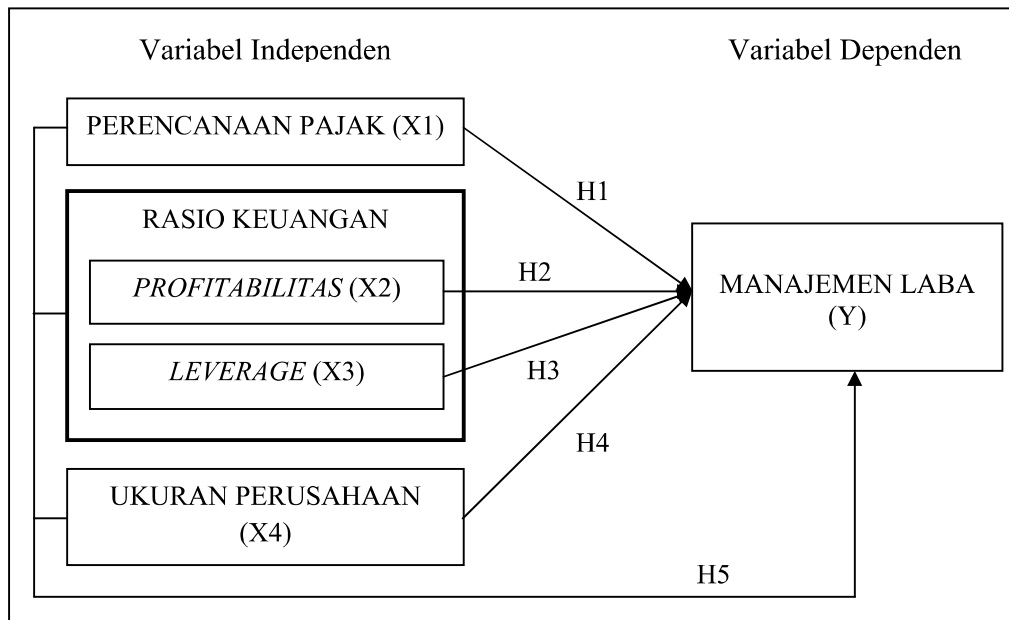 Variabel Independen
Variabel Dependen
PERENCANAAN PAJAK (X1)
H1
RASIO KEUANGAN
PROFITABILITAS (X2)
H2
MANAJEMEN LABA
(Y)
LEVERAGE (X3)
H3
H4
UKURAN PERUSAHAAN
(X4)
H5